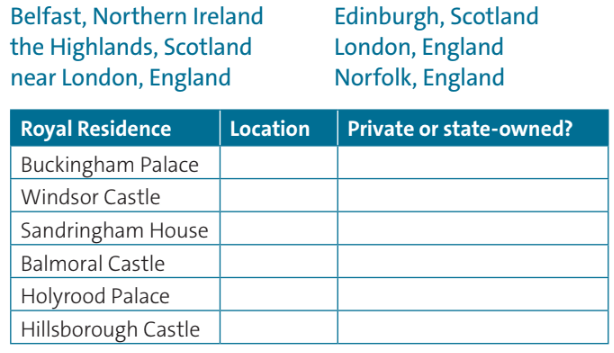 Belfast, Northern Ireland
the Highlands, Scotland
near London, England
Edinburgh, Scotland
London, England
Norfolk, England
Royal Residence Location Private or state-owned?
Buckingham Palace
Windsor Castle
Sandringham House
Balmoral Castle
Holyrood Palace
Hillsborough Castle